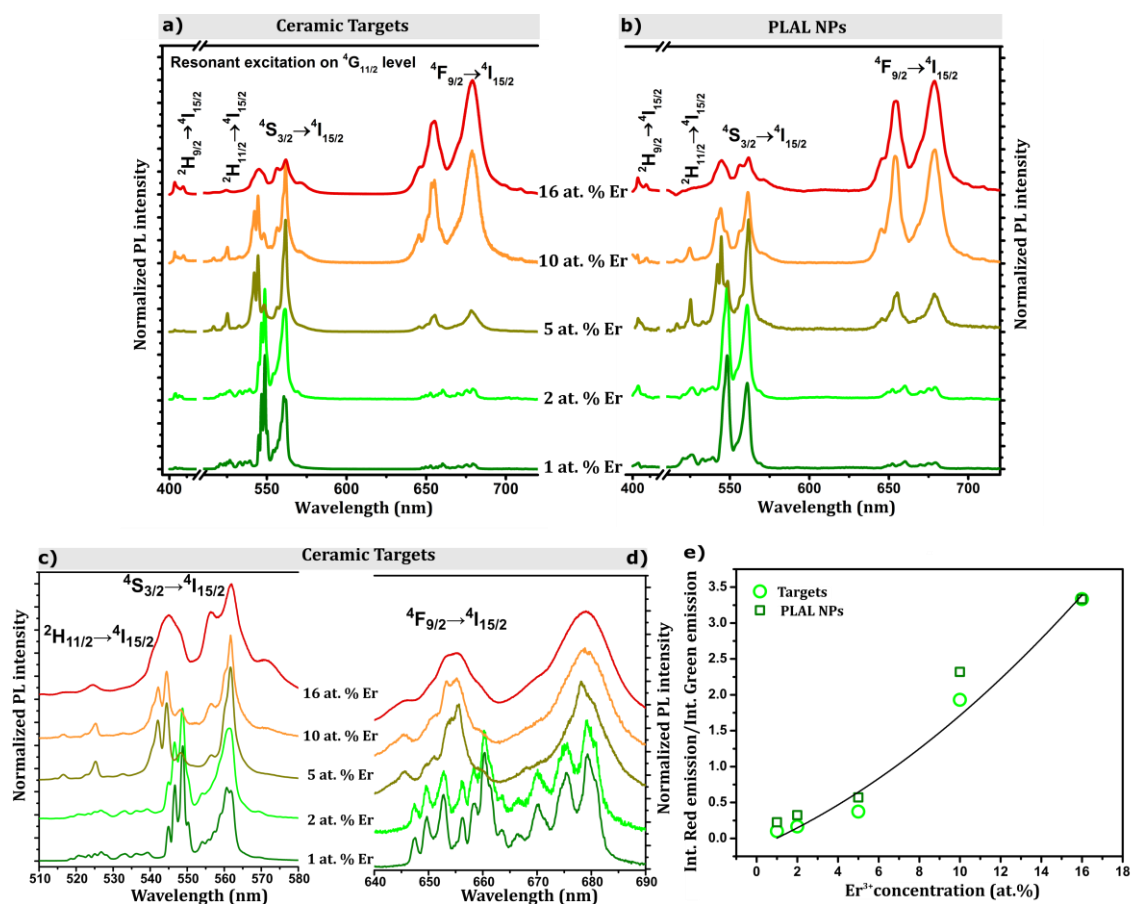 a)
Ceramic Targets
Resonant excitation on ⁴G₁₁/₂ level
²H₉/₂→⁴I₁₅/₂
²H₁₁/₂→⁴I₁₅/₂
⁴S₃/₂→⁴I₁₅/₂
⁴F₉/₂→⁴I₁₅/₂
Normalized PL intensity
400 550 600 650 700
Wavelength (nm)
16 at. % Er
10 at. % Er
5 at. % Er
2 at. % Er
1 at. % Er
b)
PLAL NPs
²H₉/₂→⁴I₁₅/₂
²H₁₁/₂→⁴I₁₅/₂
⁴S₃/₂→⁴I₁₅/₂
⁴F₉/₂→⁴I₁₅/₂
Normalized PL intensity
400 550 600 650 700
Wavelength (nm)
c)
Ceramic Targets
d)
⁴S₃/₂→⁴I₁₅/₂
²H₁₁/₂→⁴I₁₅/₂
Normalized PL intensity
16 at. % Er
10 at. % Er
5 at. % Er
2 at. % Er
1 at. % Er
510 520 530 540 550 560 570 580
Wavelength (nm)
⁴F₉/₂→⁴I₁₅/₂
Normalized PL intensity
640 650 660 670 680 690
Wavelength (nm)
e)
Int. Red emission/Int. Green emission
3.5
3.0
2.5
2.0
1.5
1.0
0.5
0.0
Targets
PLAL NPs
0 2 4 6 8 10 12 14 16 18
Er³⁺concentration (at.%)